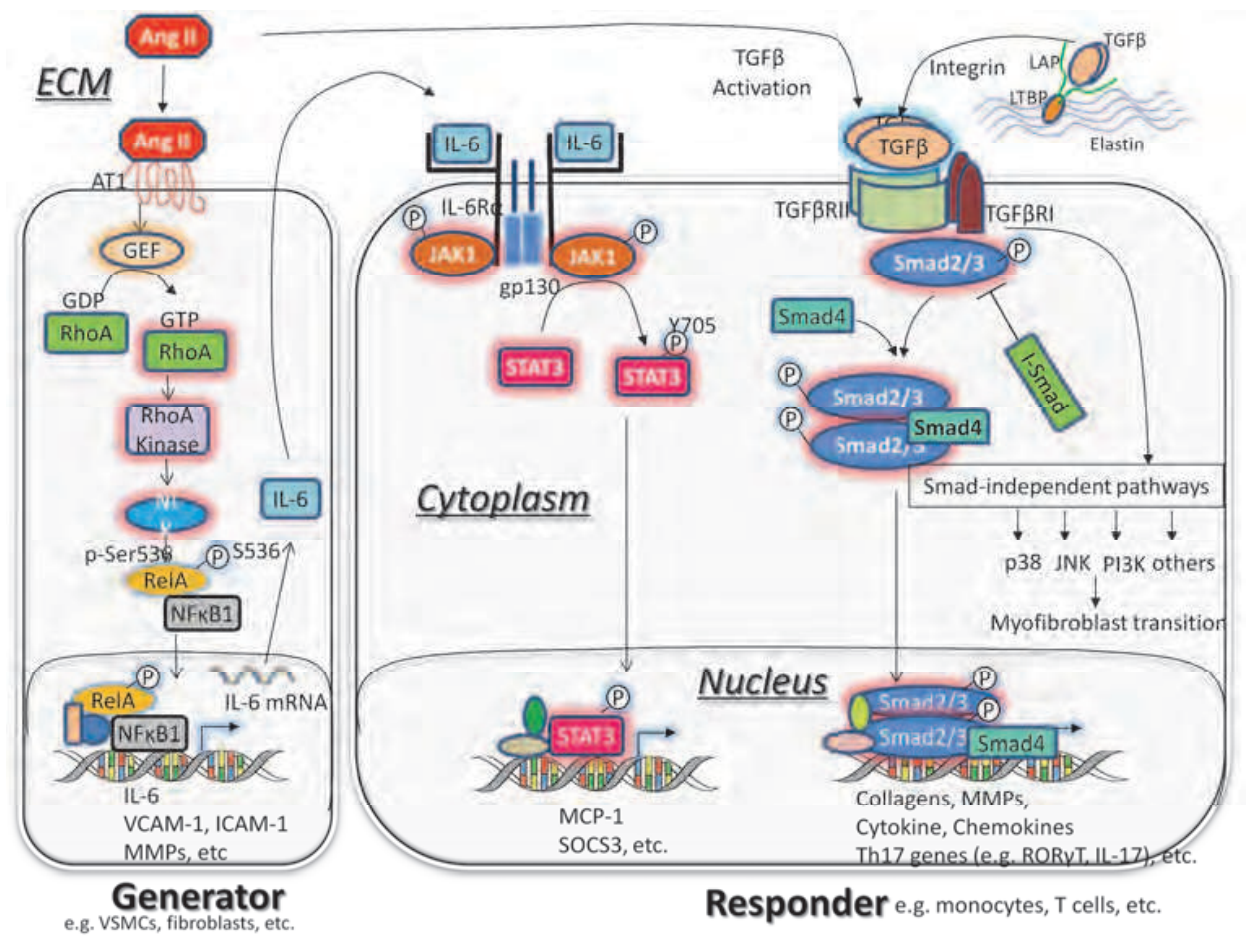 Ang II
ECM
Ang II
AT1
GEF
GDP
RhoA
GTP
RhoA
RhoA
Kinase
IL-6
p-Ser536
P
S536
RelA
NFκB1
P
RelA
NFκB1
IL-6 mRNA
IL-6
VCAM-1, ICAM-1
MMPs, etc
Generator
e.g. VSMCs, fibroblasts, etc.
IL-6
IL-6
IL-6Rα
P
JAK1
P
JAK1
gp130
STAT3
Y705
P
STAT3
Cytoplasm
Nucleus
P
STAT3
MCP-1
SOCS3, etc.
TGFβ
Activation
Integrin
LAP
TGFβ
LTBP
Elastin
TGFβ
TGFβRII
TGFβRI
Smad2/3
P
Smad4
I-Smad
P
Smad2/3
P
Smad2/3
Smad4
Smad-independent pathways
p38 JNK PI3K others
Myofibroblast transition
P
Smad2/3
P
Smad2/3
Smad4
Collagens, MMPs,
Cytokine, Chemokines
Th17 genes (e.g. RORγT, IL-17), etc.
Responder e.g. monocytes, T cells, etc.